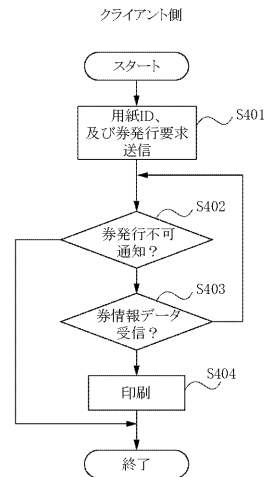 クライアント側
スタート
用紙ID、
及び券発行要求
送信
S401
S402
券発行不可
通知？
S403
券情報データ
受信？
S404
印刷
終了